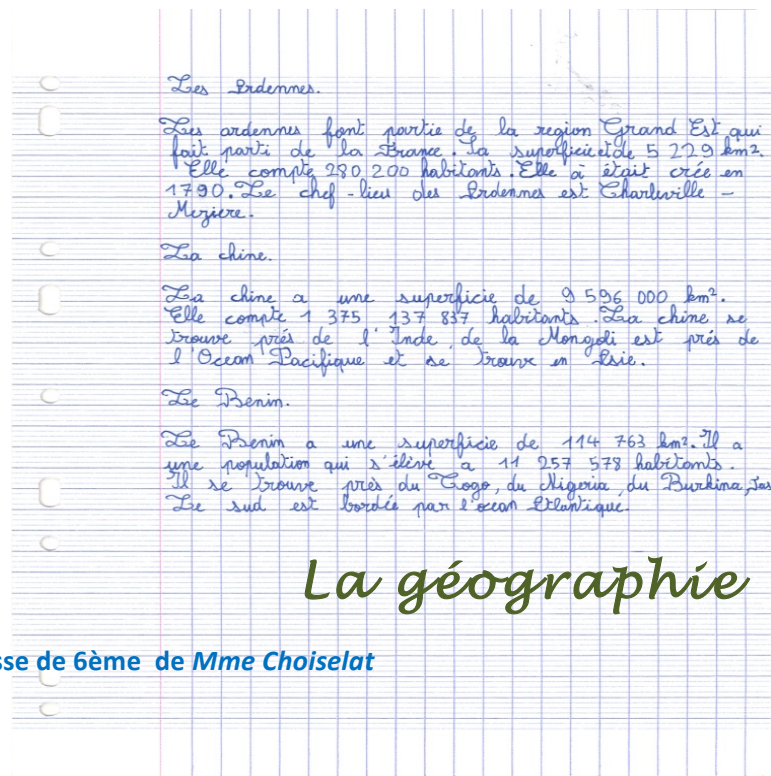 Les Ardennes.
Les ardennes font partie de la region Grand Est qui
fait parti de la France. Sa superficie et de 5 229 km².
Elle compte 280 200 habitants. Elle à était crée en
1790. Le chef-lieu des Ardennes est Charleville -
Meziere.
La chine.
La chine a une superficie de 9 596 000 km².
Elle compte 1 375 137 837 habitants. La chine se
trouve prés de l'Inde, de la Mongoli est prés de
l'Ocean Pacifique et se trouve en Asie.
Le Benin.
Le Benin a une superficie de 114 763 km². Il a
une population qui s'élève a 11 257 578 habitants.
Il se trouve près du Togo, du Nigeria, du Burkina,
Le sud est bordée par l'ocean Atlantique.
La géographie
sse de 6ème de Mme Choiselat